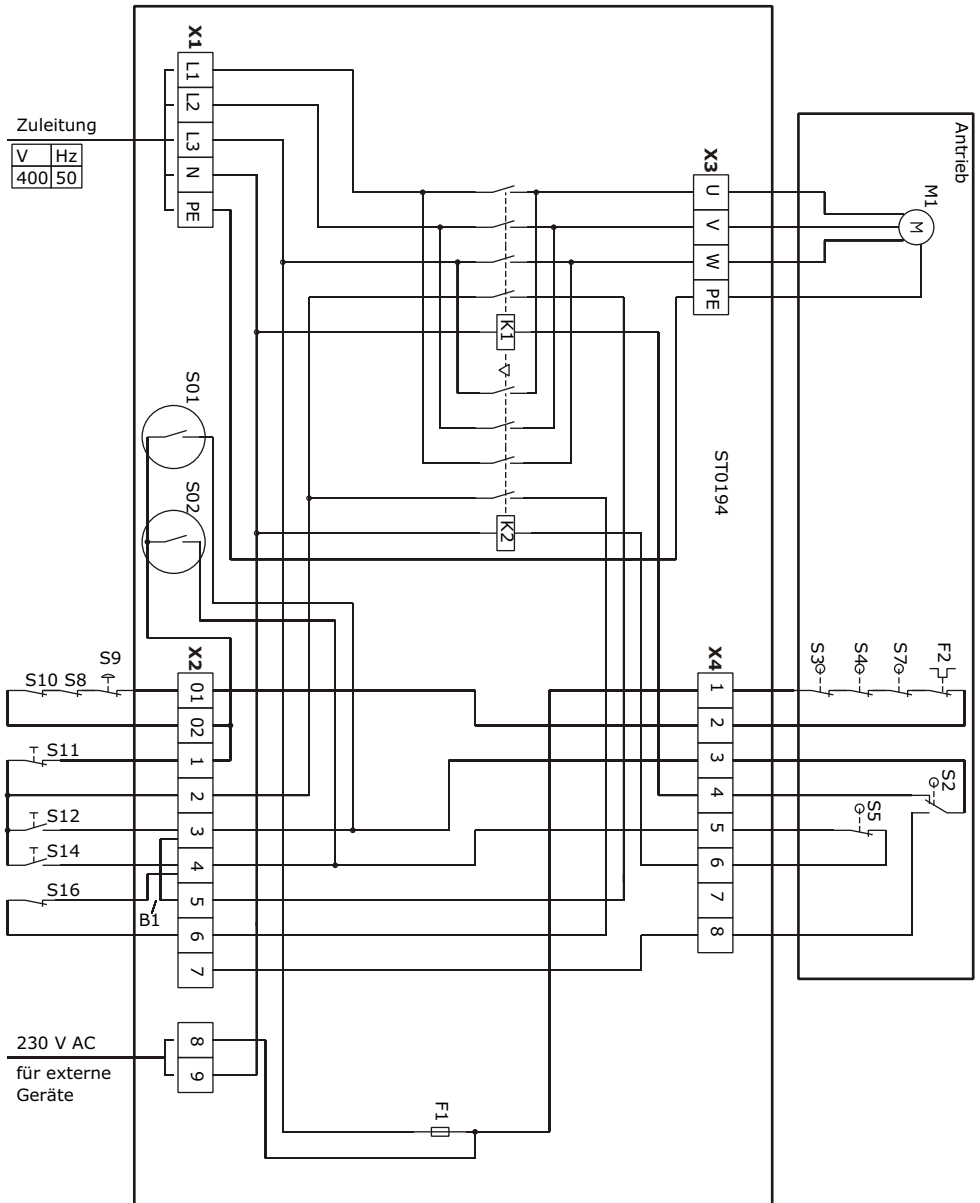 X1
L1
L2
L3
N
PE
Zuleitung
V Hz
400 50
X3
U
V
W
PE
Antrieb
M1
M
K1
K2
ST0194
S01
S02
X2
01
02
1
2
3
4
5
6
7
8
9
S9
S10 S8
S11
S12
S14
S16
B1
230 V AC
für externe
Geräte
F1
X4
1
2
3
4
5
6
7
8
S3
S4
S7
F2
S2
S5